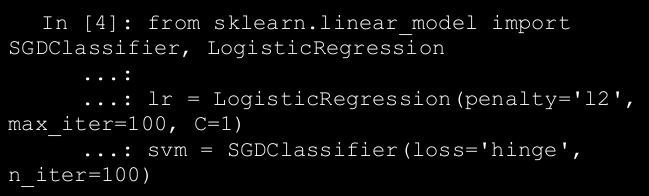 In [4]: from sklearn.linear_model import
SGDClassifier, LogisticRegression
...:
...: lr = LogisticRegression(penalty='l2',
max_iter=100, C=1)
...: svm = SGDClassifier(loss='hinge',
n_iter=100)